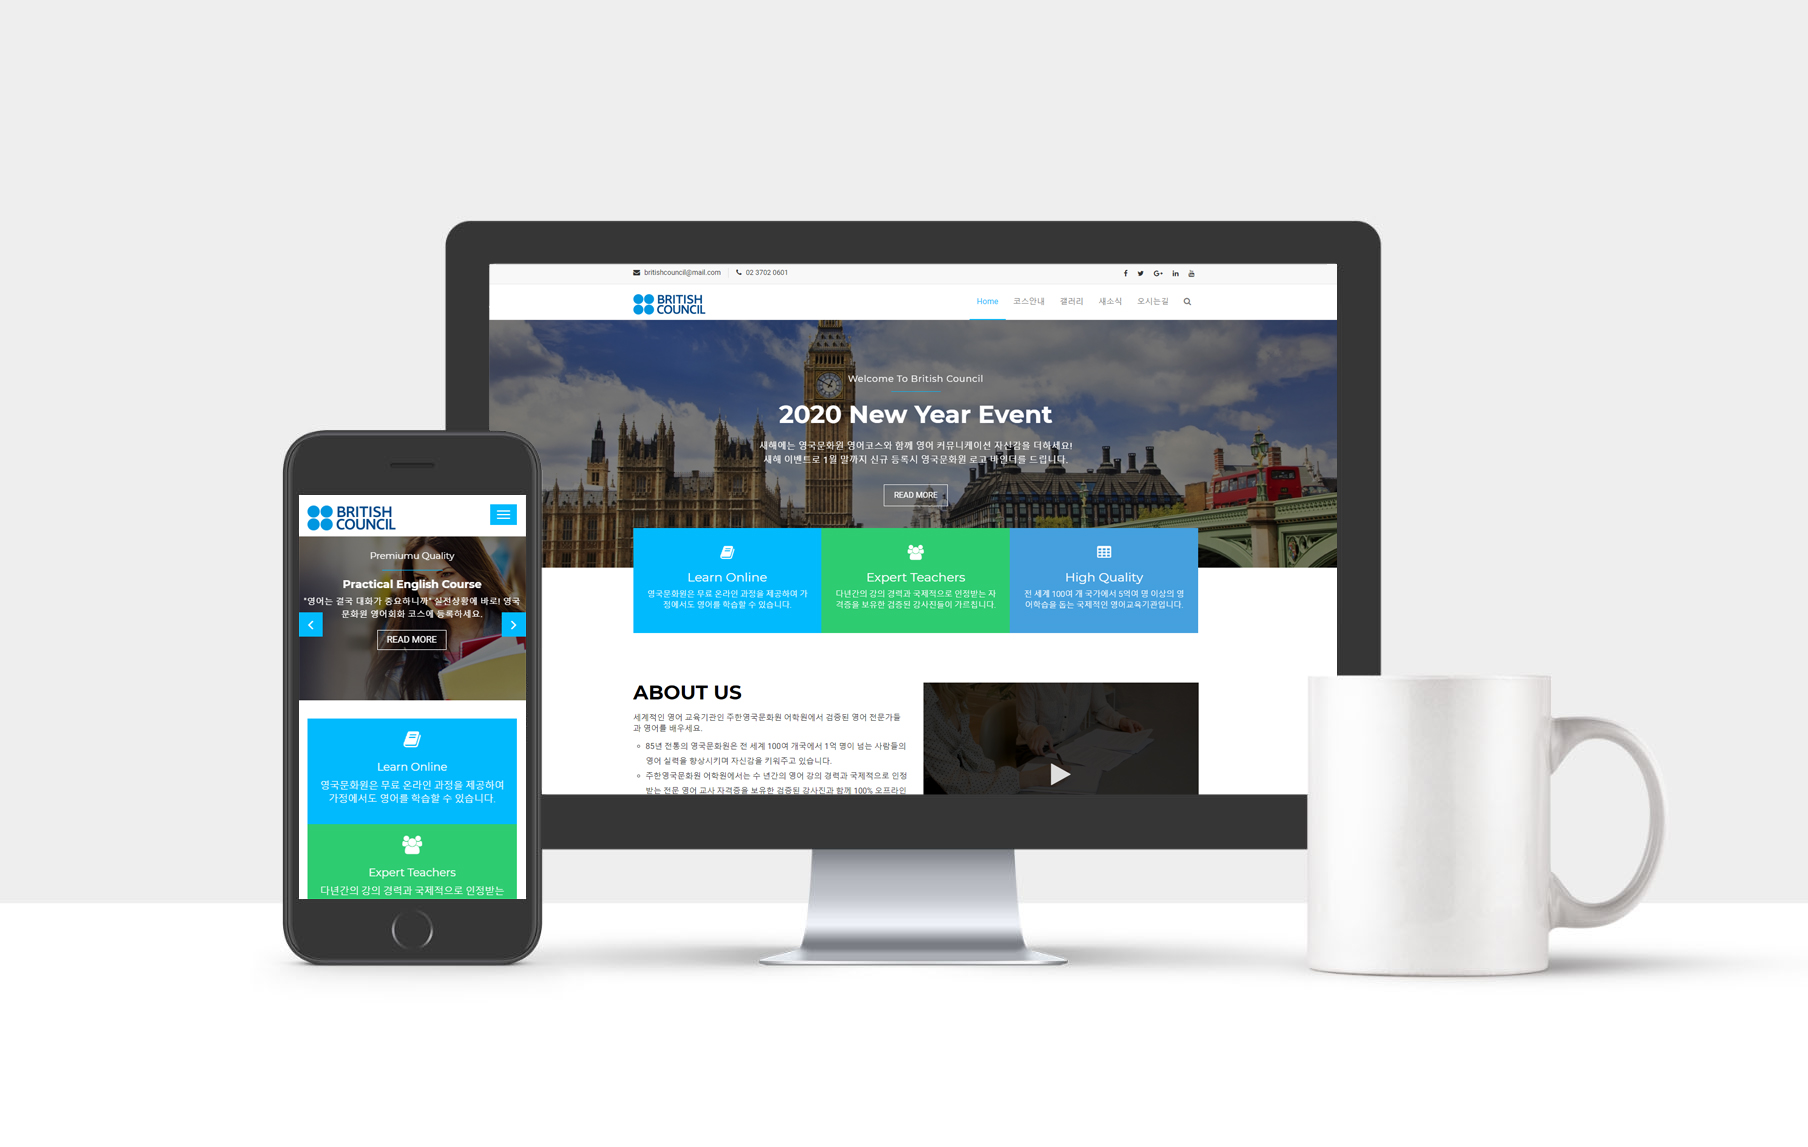 britishcouncil@mail.com
02 3702 0601
BRITISH
COUNCIL
Home
코스안내
갤러리
새소식
오시는길
Welcome To British Council
2020 New Year Event
새해에는 영국문화원 영어코스와 함께 영어 커뮤니케이션 자신감을 더하세요!
새해 이벤트로 1월 말까지 신규 등록시 영국문화원 로고 바인더를 드립니다.
READ MORE
Learn Online
영국문화원은 무료 온라인 과정을 제공하여 가
정에서도 영어를 학습할 수 있습니다.
Expert Teachers
다년간의 강의 경력과 국제적으로 인정받는 자
격증을 보유한 검증된 강사진들이 가르칩니다.
High Quality
전 세계 100여 개 국가에서 5억여 명 이상의 영
어학습을 돕는 국제적인 영어교육기관입니다.
ABOUT US
세계적인 영어 교육기관인 주한영국문화원 어학원에서 검증된 영어 전문가들
과 영어를 배우세요.
85년 전통의 영국문화원은 전 세계 100여 개국에서 1억 명이 넘는 사람들의
영어 실력을 향상시키며 자신감을 키워주고 있습니다.
주한영국문화원 어학원에서는 수 년간의 영어 강의 경력과 국제적으로 인정
받는 전문 영어 교사 자격증을 보유한 검증된 강사진과 함께 100% 오프라인
BRITISH
COUNCIL
Premiumu Quality
Practical English Course
"영어는 결국 대화가 중요하니까" 실전상황에 바로! 영국
문화원 영어회화 코스에 등록하세요.
READ MORE
Learn Online
영국문화원은 무료 온라인 과정을 제공하여
가정에서도 영어를 학습할 수 있습니다.
Expert Teachers
다년간의 강의 경력과 국제적으로 인정받는